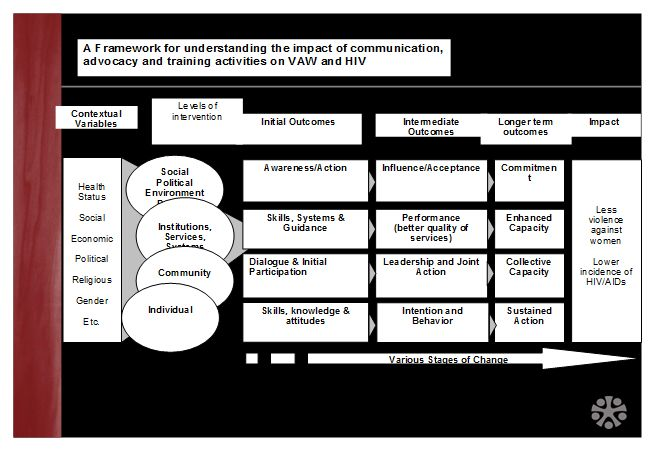 A Framework for understanding the impact of communication,
advocacy and training activities on VAW and HIV
Contextual
Variables
Levels of
intervention
Initial Outcomes
Intermediate
Outcomes
Longer term
outcomes
Impact
Health
Status
Social
Economic
Political
Religious
Gender
Etc.
Social
Political
Environment
Institutions,
Services,
Systems
Community
Individual
Awareness/Action
Influence/Acceptance
Commitmen
t
Skills, Systems &
Guidance
Performance
(better quality of
services)
Enhanced
Capacity
Dialogue & Initial
Participation
Leadership and Joint
Action
Collective
Capacity
Skills, knowledge &
attitudes
Intention and
Behavior
Sustained
Action
Less
violence
against
women
Lower
incidence of
HIV/AIDs
Various Stages of Change